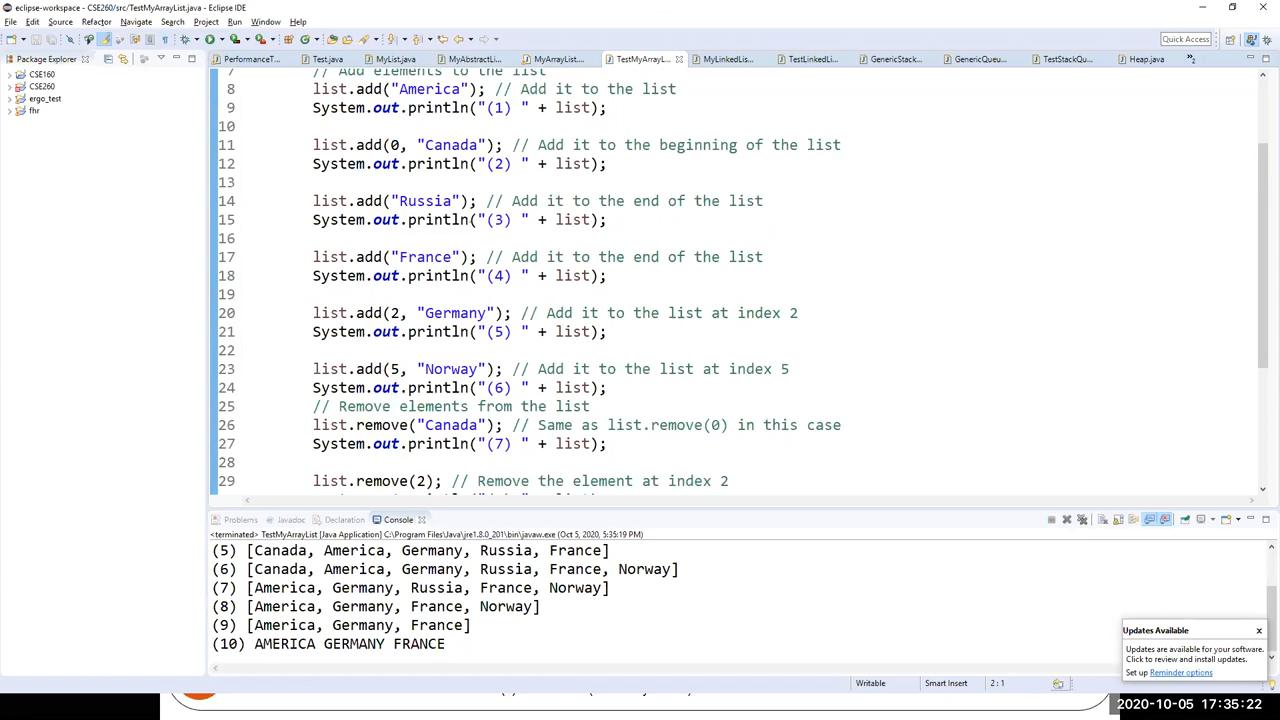 eclipse-workspace - CSE260/src/TestMyArrayList.java - Eclipse IDE
File Edit Source Refactor Navigate Search Project Run Window Help
Quick Access
Package Explorer
PerformanceT... Test.java MyList.java MyAbstractLi... MyArrayList.... TestMyArrayL... MyLinkedLis... TestLinkedLi... GenericStack... GenericQueu... TestStackQu... Heap.java
CSE160
CSE260
ergo_test
fhr
7 // Add elements to the list
8 list.add("America"); // Add it to the list
9 System.out.println("(1) " + list);
10
11 list.add(0, "Canada"); // Add it to the beginning of the list
12 System.out.println("(2) " + list);
13
14 list.add("Russia"); // Add it to the end of the list
15 System.out.println("(3) " + list);
16
17 list.add("France"); // Add it to the end of the list
18 System.out.println("(4) " + list);
19
20 list.add(2, "Germany"); // Add it to the list at index 2
21 System.out.println("(5) " + list);
22
23 list.add(5, "Norway"); // Add it to the list at index 5
24 System.out.println("(6) " + list);
25 // Remove elements from the list
26 list.remove("Canada"); // Same as list.remove(0) in this case
27 System.out.println("(7) " + list);
28
29 list.remove(2); // Remove the element at index 2
Problems Javadoc Declaration Console
<terminated> TestMyArrayList [Java Application] C:\Program Files\Java\jre1.8.0_201\bin\javaw.exe (Oct 5, 2020, 5:35:19 PM)
(5) [Canada, America, Germany, Russia, France]
(6) [Canada, America, Germany, Russia, France, Norway]
(7) [America, Germany, Russia, France, Norway]
(8) [America, Germany, France, Norway]
(9) [America, Germany, France]
(10) AMERICA GERMANY FRANCE
Updates Available
Updates are available for your software.
Click to review and install updates.
Set up Reminder options
Writable Smart Insert 2 : 1
2020-10-05 17:35:22